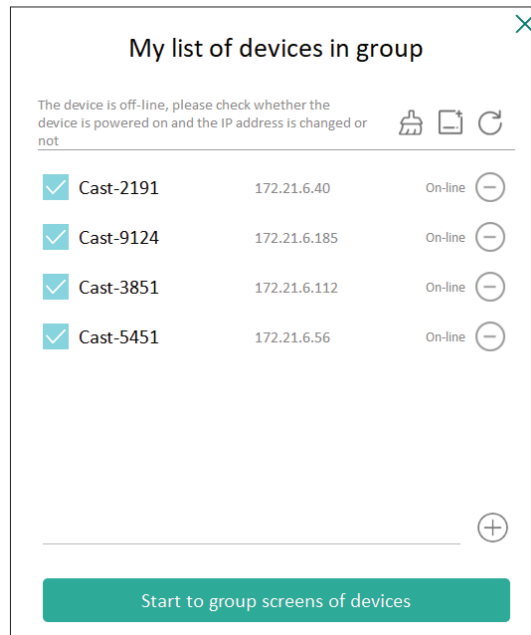 My list of devices in group
The device is off-line, please check whether the
device is powered on and the IP address is changed or
not
Cast-2191 172.21.6.40 On-line
Cast-9124 172.21.6.185 On-line
Cast-3851 172.21.6.112 On-line
Cast-5451 172.21.6.56 On-line
Start to group screens of devices